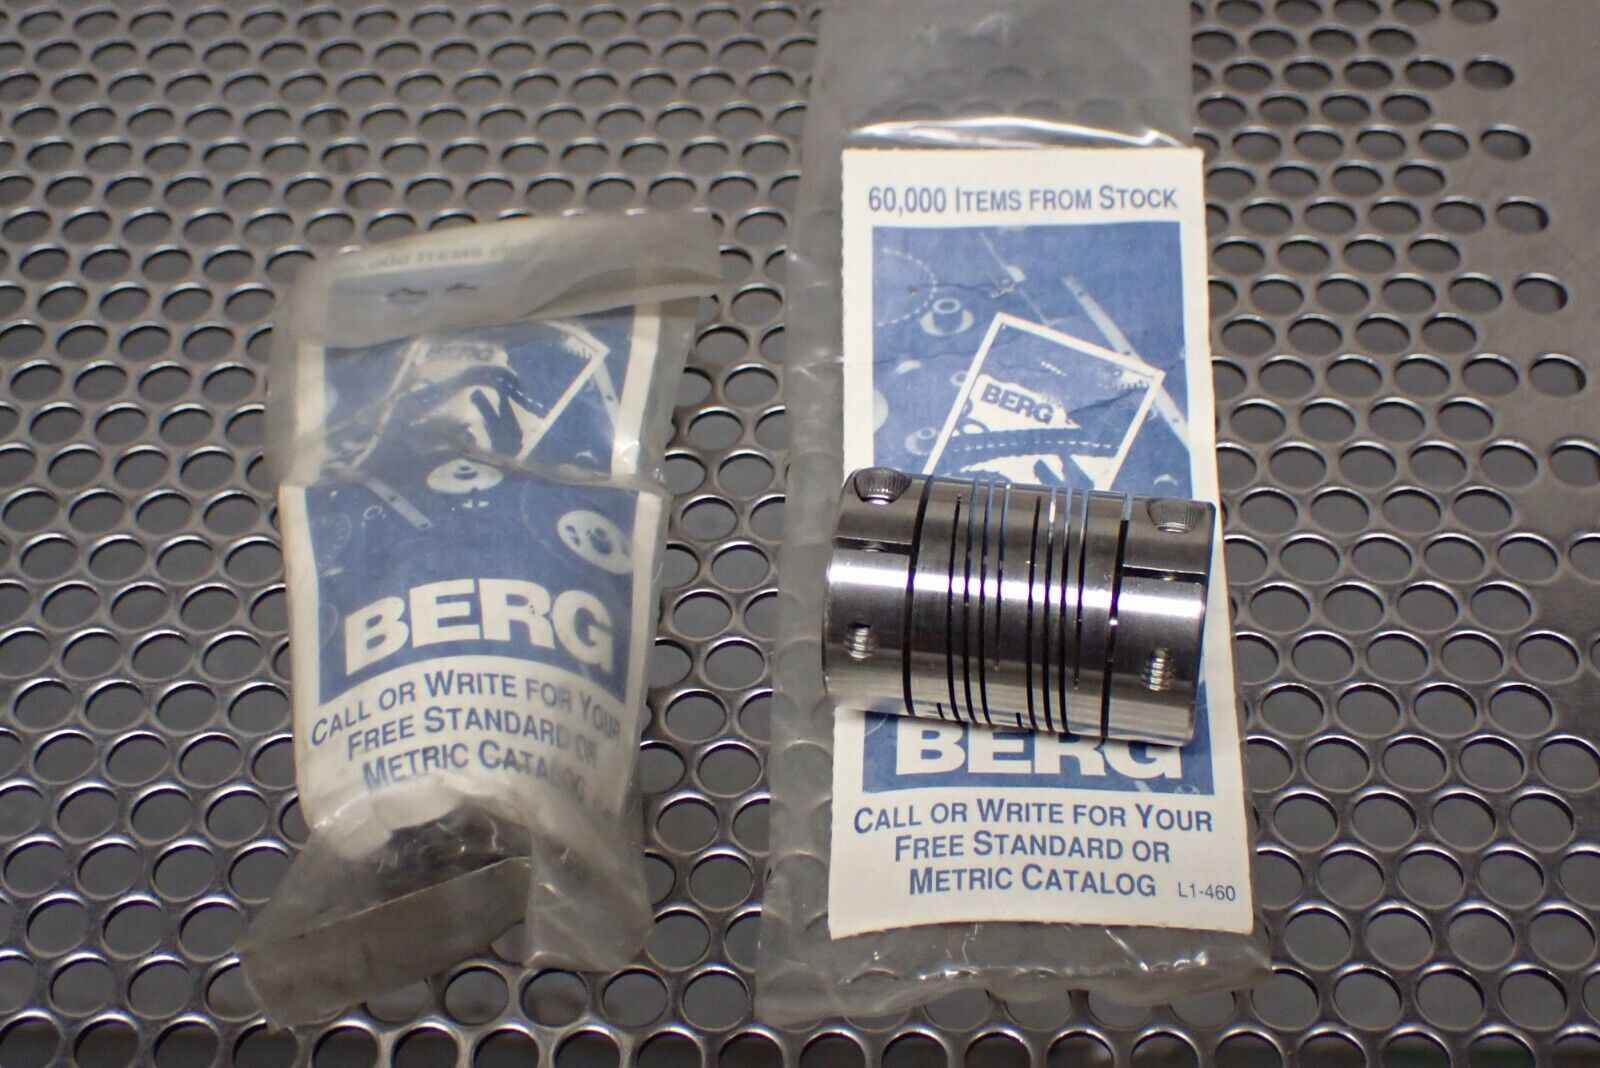 ITEMS
BERG
BERG
CALL OR WRITE FOR YOUR
FREE STANDARD OR
METRIC CATALOG
60,000 ITEMS FROM STOCK
BERG
BERG
CALL OR WRITE FOR YOUR
FREE STANDARD OR
METRIC CATALOG L1-460